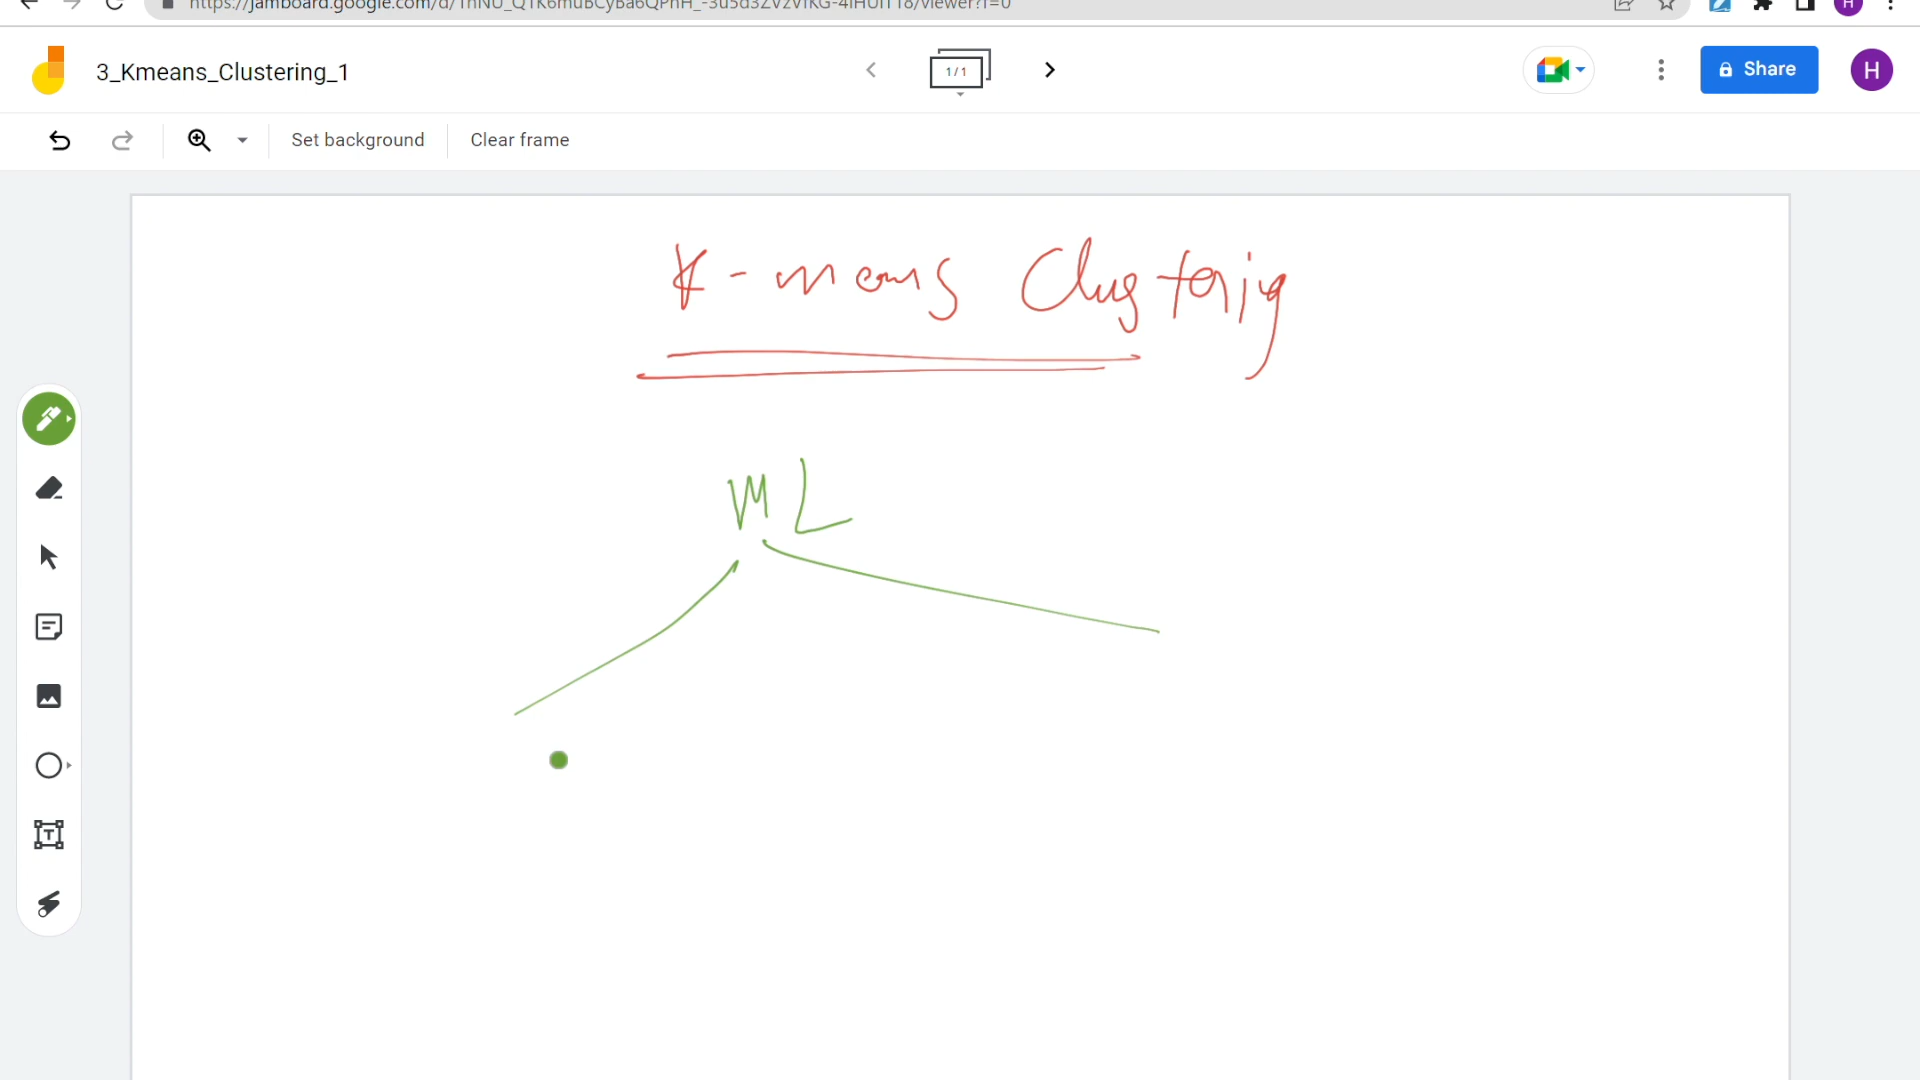 3_Kmeans_Clustering_1
1/1
Share
H
Set background
Clear frame
K-means Clustering
ML